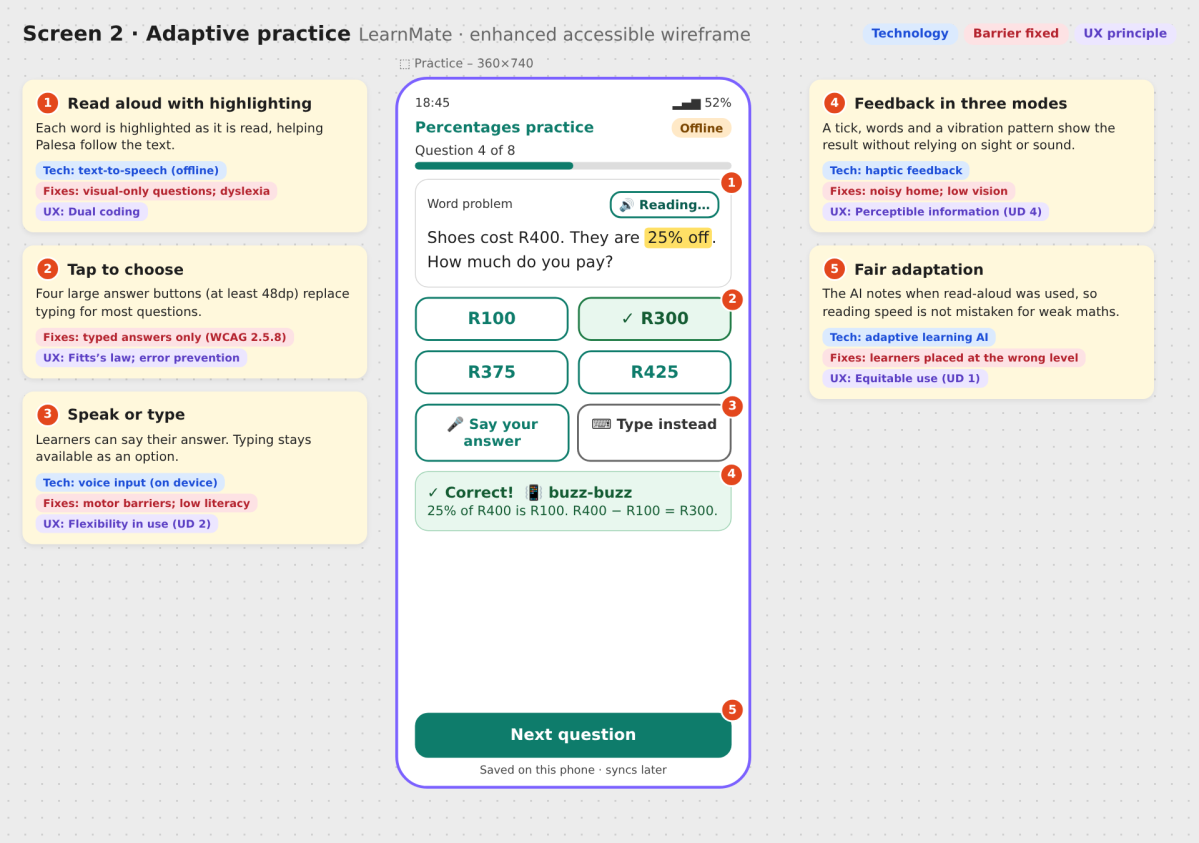 Screen 2 · Adaptive practice LearnMate · enhanced accessible wireframe
Technology Barrier fixed UX principle
Practice – 360×740
1 Read aloud with highlighting
Each word is highlighted as it is read, helping
Palesa follow the text.
Tech: text-to-speech (offline)
Fixes: visual-only questions; dyslexia
UX: Dual coding
2 Tap to choose
Four large answer buttons (at least 48dp) replace
typing for most questions.
Fixes: typed answers only (WCAG 2.5.8)
UX: Fitts’s law; error prevention
3 Speak or type
Learners can say their answer. Typing stays
available as an option.
Tech: voice input (on device)
Fixes: motor barriers; low literacy
UX: Flexibility in use (UD 2)
18:45 52%
Percentages practice Offline
Question 4 of 8
1
Word problem 🔊 Reading…
Shoes cost R400. They are 25% off.
How much do you pay?
2
R100 ✓ R300
R375 R425
3
🎤 Say your
answer
⌨ Type instead
4
✓ Correct! 📳 buzz-buzz
25% of R400 is R100. R400 − R100 = R300.
5
Next question
Saved on this phone · syncs later
4 Feedback in three modes
A tick, words and a vibration pattern show the
result without relying on sight or sound.
Tech: haptic feedback
Fixes: noisy home; low vision
UX: Perceptible information (UD 4)
5 Fair adaptation
The AI notes when read-aloud was used, so
reading speed is not mistaken for weak maths.
Tech: adaptive learning AI
Fixes: learners placed at the wrong level
UX: Equitable use (UD 1)